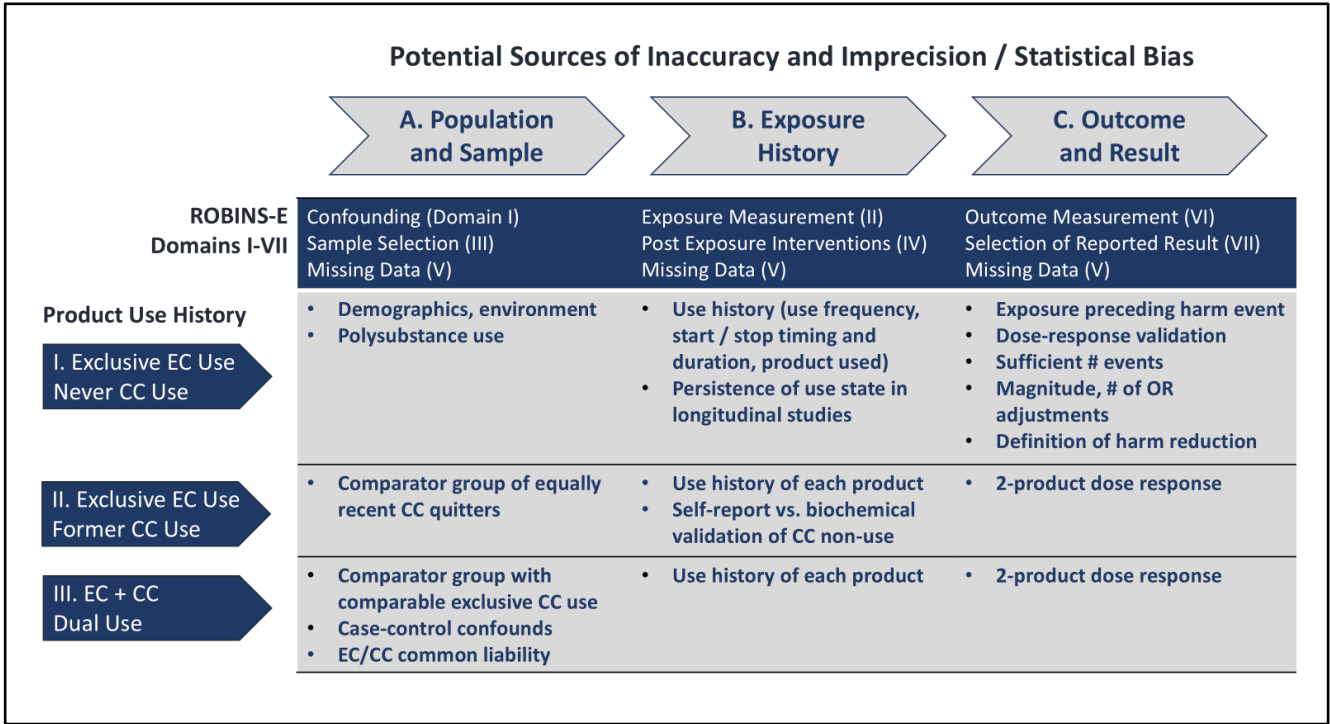 Potential Sources of Inaccuracy and Imprecision / Statistical Bias
A. Population
and Sample
B. Exposure
History
C. Outcome
and Result
ROBINS-E
Domains I-VII
Confounding (Domain I)
Sample Selection (III)
Missing Data (V)
Exposure Measurement (II)
Post Exposure Interventions (IV)
Missing Data (V)
Outcome Measurement (VI)
Selection of Reported Result (VII)
Missing Data (V)
Product Use History
I. Exclusive EC Use
Never CC Use
• Demographics, environment
• Polysubstance use
• Use history (use frequency,
start / stop timing and
duration, product used)
• Persistence of use state in
longitudinal studies
• Exposure preceding harm event
• Dose-response validation
• Sufficient # events
• Magnitude, # of OR
adjustments
• Definition of harm reduction
II. Exclusive EC Use
Former CC Use
• Comparator group of equally
recent CC quitters
• Use history of each product
• Self-report vs. biochemical
validation of CC non-use
• 2-product dose response
III. EC + CC
Dual Use
• Comparator group with
comparable exclusive CC use
• Case-control confounds
• EC/CC common liability
• Use history of each product
• 2-product dose response